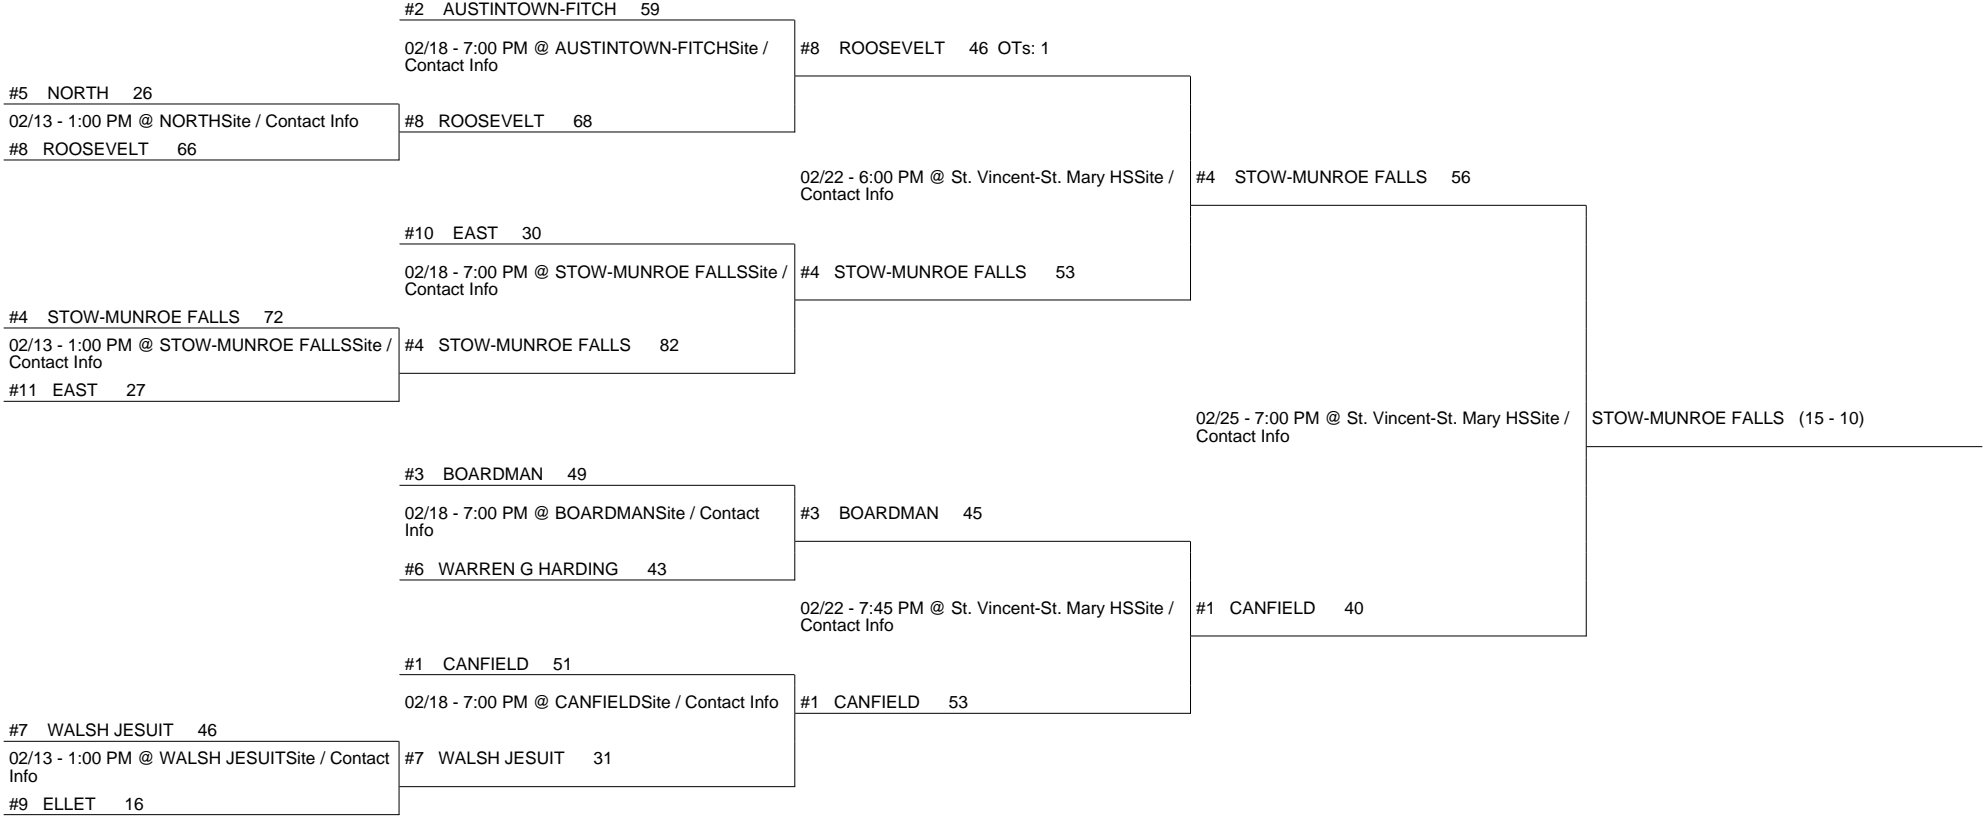 #2 AUSTINTOWN-FITCH 59
02/18 - 7:00 PM @ AUSTINTOWN-FITCHSite /
Contact Info
#8 ROOSEVELT 46 OTs: 1
#5 NORTH 26
02/13 - 1:00 PM @ NORTHSite / Contact Info
#8 ROOSEVELT 68
#8 ROOSEVELT 66
02/22 - 6:00 PM @ St. Vincent-St. Mary HSSite /
Contact Info
#4 STOW-MUNROE FALLS 56
#10 EAST 30
02/18 - 7:00 PM @ STOW-MUNROE FALLSSite /
Contact Info
#4 STOW-MUNROE FALLS 53
#4 STOW-MUNROE FALLS 72
02/13 - 1:00 PM @ STOW-MUNROE FALLSSite /
Contact Info
#4 STOW-MUNROE FALLS 82
#11 EAST 27
02/25 - 7:00 PM @ St. Vincent-St. Mary HSSite /
Contact Info
STOW-MUNROE FALLS (15 - 10)
#3 BOARDMAN 49
02/18 - 7:00 PM @ BOARDMANSite / Contact
Info
#3 BOARDMAN 45
#6 WARREN G HARDING 43
02/22 - 7:45 PM @ St. Vincent-St. Mary HSSite /
Contact Info
#1 CANFIELD 40
#1 CANFIELD 51
02/18 - 7:00 PM @ CANFIELDSite / Contact Info
#1 CANFIELD 53
#7 WALSH JESUIT 46
02/13 - 1:00 PM @ WALSH JESUITSite / Contact
Info
#7 WALSH JESUIT 31
#9 ELLET 16